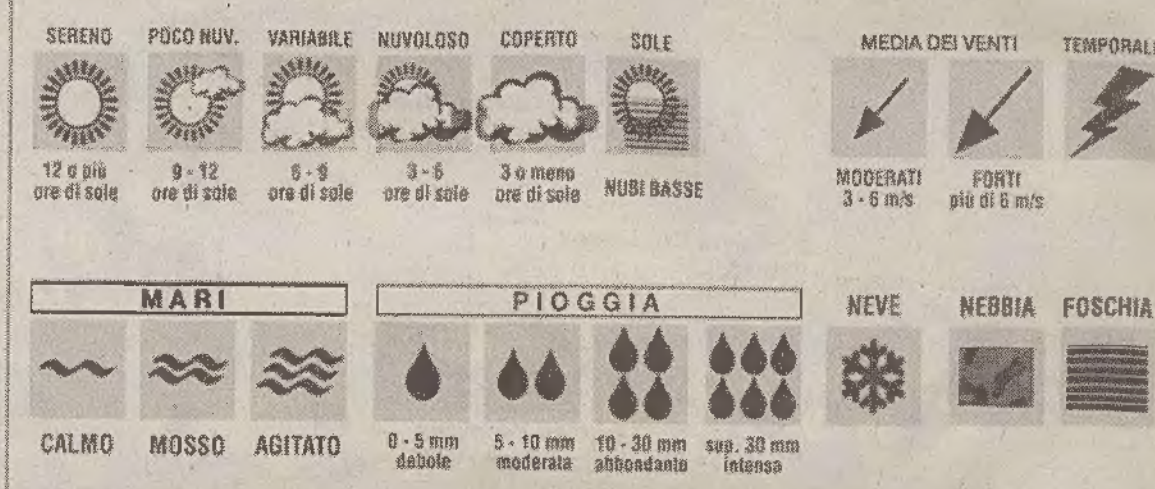 SERENO POCO NUV. VARIABILE NUVOLOSO COPERTO SOLE MEDIA DEI VENTI TEMPORALE
12 o più 9 - 12 6 - 9 3 - 6 3 o meno NUBI BASSE MODERATI FORTI
ore di sole ore di sole ore di sole ore di sole ore di sole 3 - 6 m/s più di 6 m/s
MARI PIOGGIA NEVE NEBBIA FOSCHIA
CALMO MOSSO AGITATO 0 - 5 mm 5 - 10 mm 10 - 30 mm sup. 30 mm
debole moderata abbondante intensa